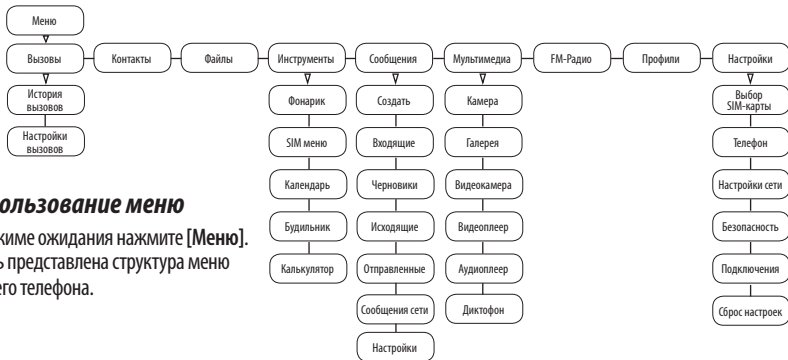 Меню
Вызовы
Контакты
Файлы
Инструменты
Сообщения
Мультимедиа
FM-Радио
Профили
Настройки
История
вызовов
Настройки
вызовов
Фонарик
SIM меню
Календарь
Будильник
Калькулятор
Создать
Входящие
Черновики
Исходящие
Отправленные
Сообщения сети
Настройки
Камера
Галерея
Видеокамера
Видеоплеер
Аудиоплеер
Диктофон
Выбор
SIM-карты
Телефон
Настройки сети
Безопасность
Подключения
Сброс настроек
ользование меню
жиме ожидания нажмите [Меню].
ь представлена структура меню
его телефона.